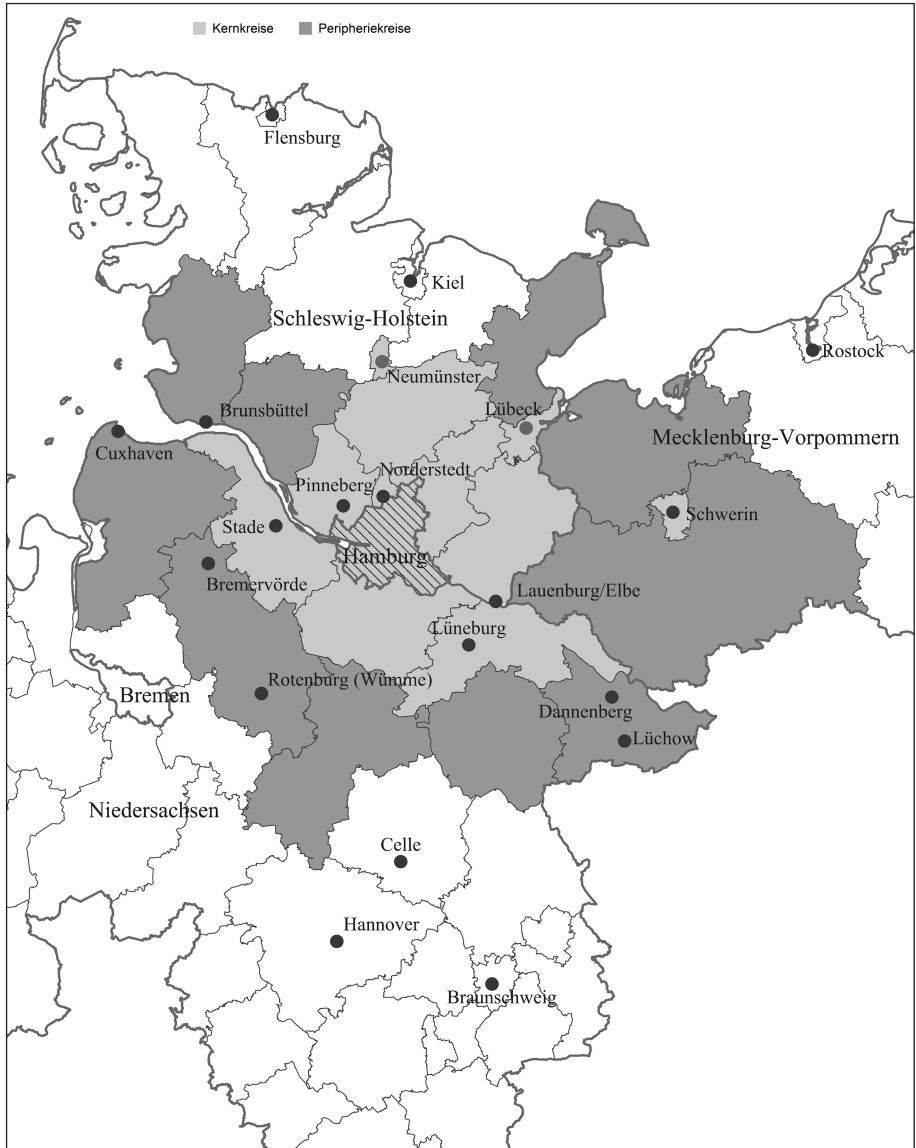 Kernkreise Peripheriekreise
Flensburg
Kiel
Schleswig-Holstein
Rostock
Neumünster
Brunsbüttel
Lübeck
Cuxhaven
Mecklenburg-Vorpommern
Norderstedt
Pinneberg
Stade
Schwerin
Hamburg
Bremervörde
Lauenburg/Elbe
Lüneburg
Rotenburg (Wümme)
Bremen
Dannenberg
Lüchow
Niedersachsen
Celle
Hannover
Braunschweig